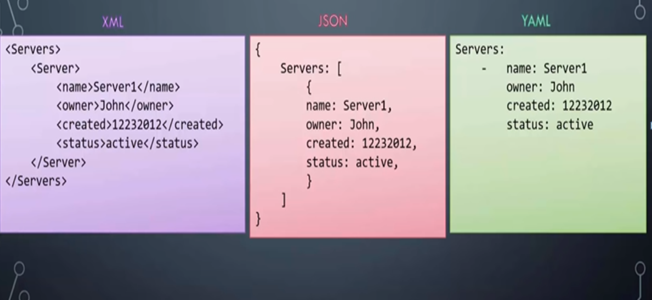 XML
<Servers>
<Server>
<name>Server1</name>
<owner>John</owner>
<created>12232012</created>
<status>active</status>
</Server>
</Servers>
JSON
{
Servers: [
{
name: Server1,
owner: John,
created: 12232012,
status: active,
}
]
}
YAML
Servers:
- name: Server1
owner: John
created: 12232012
status: active